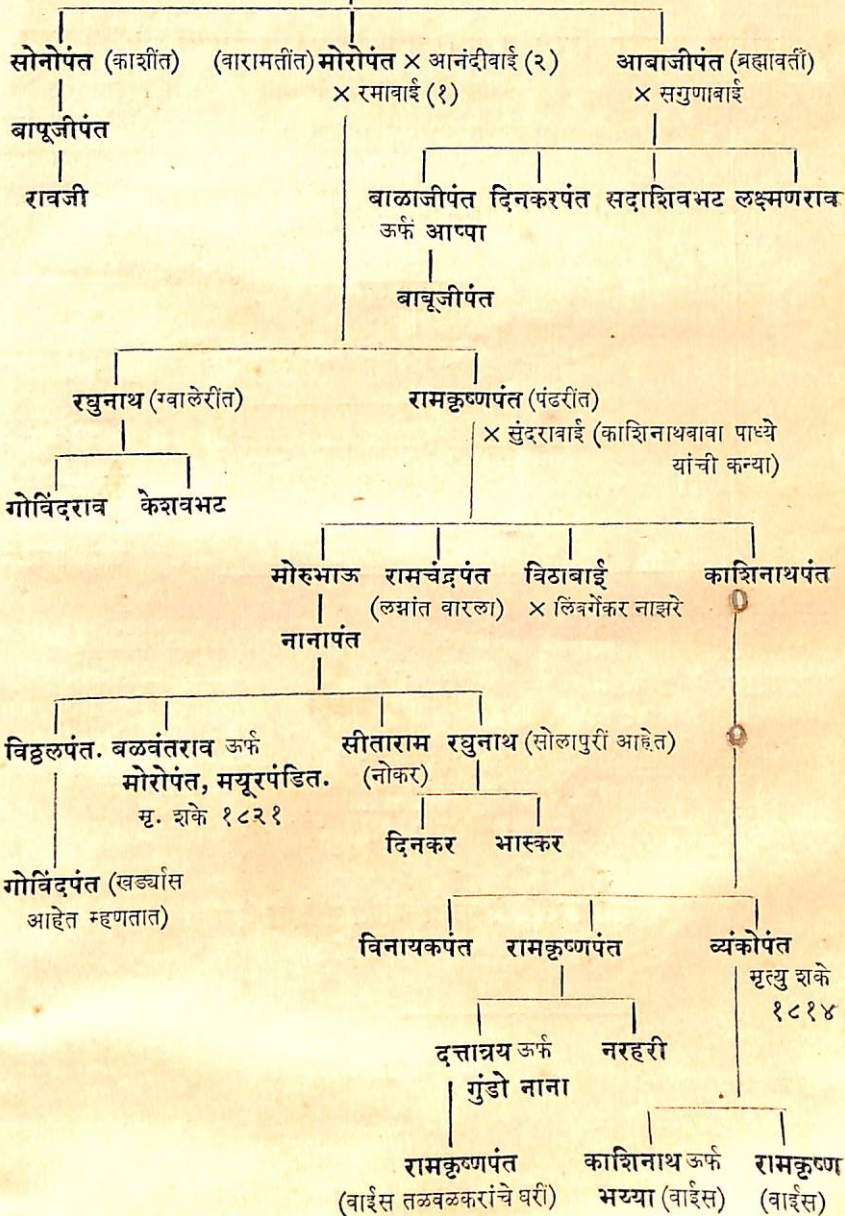 सोनोपंत (काशींत) (बारामतींत) मोरोपंत × आनंदीबाई (२) आबाजीपंत (ब्रह्मावर्तीं)
× रमाबाई (१) × सगुणाबाई
बापूजीपंत
रावजी बाळाजीपंत दिनकरपंत सदाशिवभट लक्ष्मणराव
ऊर्फ आप्पा
बाबूजीपंत
रघुनाथ (ग्वालेरींत) रामकृष्णपंत (पंढरींत)
× सुंदराबाई (काशिनाथबावा पाध्ये
यांची कन्या)
गोविंदराव केशवभट
मोरुभाऊ रामचंद्रपंत विठाबाई काशिनाथपंत
(लग्नांत वारला) × लिंबगेंकर नाझरे
नानापंत
विठ्ठलपंत. बळवंतराव ऊर्फ सीताराम रघुनाथ (सोलापुरीं आहेत)
मोरोपंत, मयूरपंडित. (नोकर)
मृ. शके १८२१
दिनकर भास्कर
गोविंदपंत (खर्ड्यास
आहेत म्हणतात)
विनायकपंत रामकृष्णपंत व्यंकोपंत
मृत्यु शके
१८१४
दत्तात्रय ऊर्फ नरहरी
गुंडो नाना
रामकृष्णपंत काशिनाथ ऊर्फ रामकृष्ण
(वाईस तळवळकरांचे घरीं) भय्या (वाईस) (वाईस)